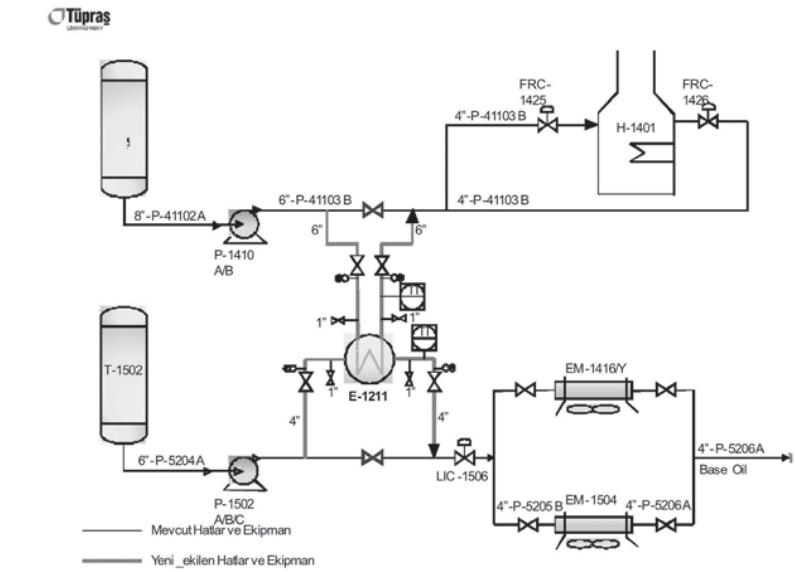 Tüpraş
FRC-
1425
FRC-
1426
4"-P-41103 B
H-1401
6"-P-41103 B
4"-P-41103 B
8"-P-41102A
6"
6"
P-1410
A/B
1"
1"
T-1502
E-1211
1"
1"
EM-1416/Y
4"
4"
6"-P-5204A
4"-P-5206A
Base Oil
LIC-1506
P-1502
A/B/C
4"-P-5205 B
EM-1504
4"-P-5206A
Mevcut Hatlar ve Ekipman
Yeni _ekilen Hatlar ve Ekipman